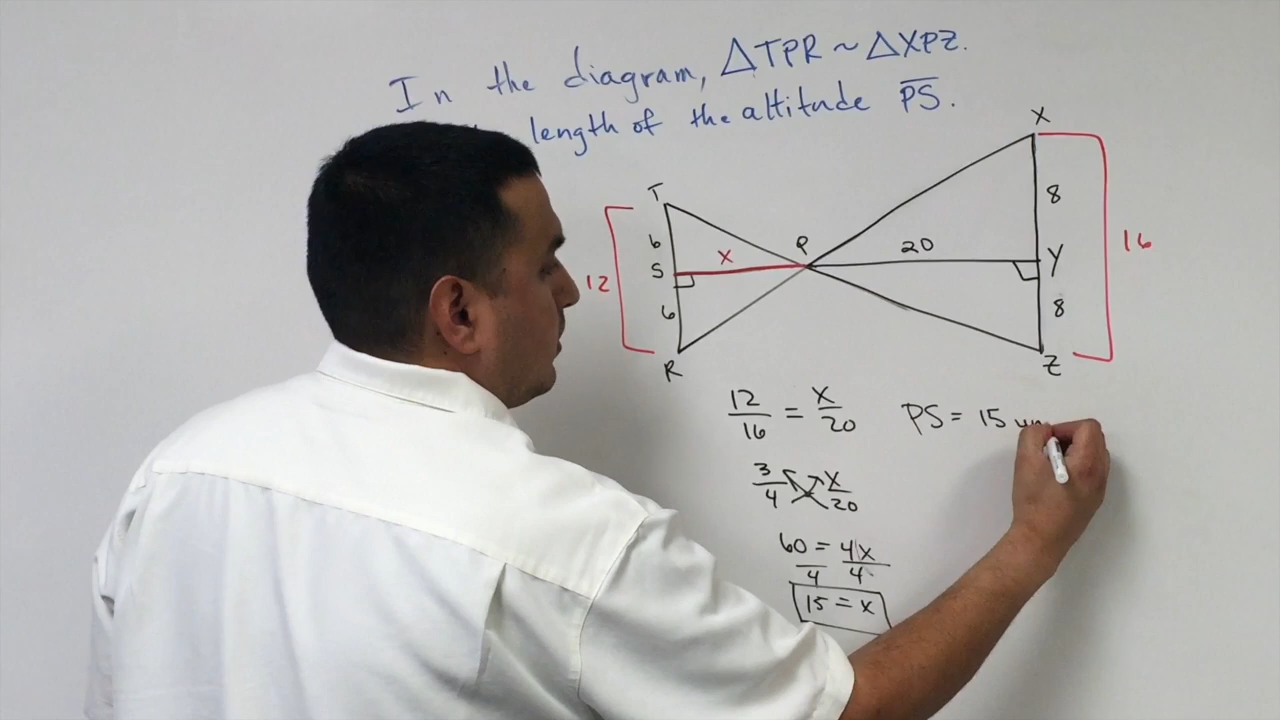 In the diagram, △TPR ~ △XPZ.
length of the altitude P̅S̅.
X
T
8
6
P
20
X
S
Y
16
12
6
8
R
Z
12/16 = X/20
PS = 15
3/4 X/20
60/4 = 4X/4
15 = X